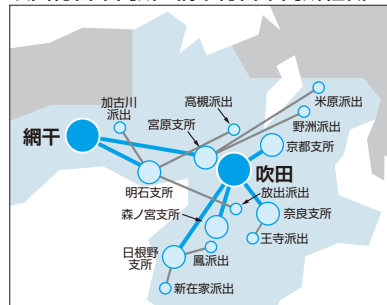 加古川
派出
高槻派出
米原派出
宮原支所
野洲派出
網干
京都支所
吹田
明石支所
放出派出
森ノ宮支所
奈良支所
日根野
支所
鳳派出
王寺派出
新在家派出